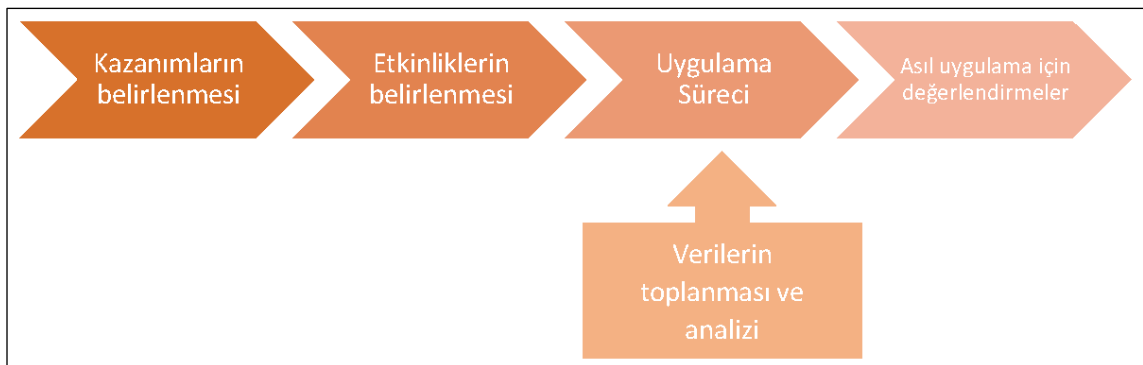 Kazanımların
belirlenmesi
Etkinliklerin
belirlenmesi
Uygulama
Süreci
Asıl uygulama için
değerlendirmeler
Verilerin
toplanması ve
analizi